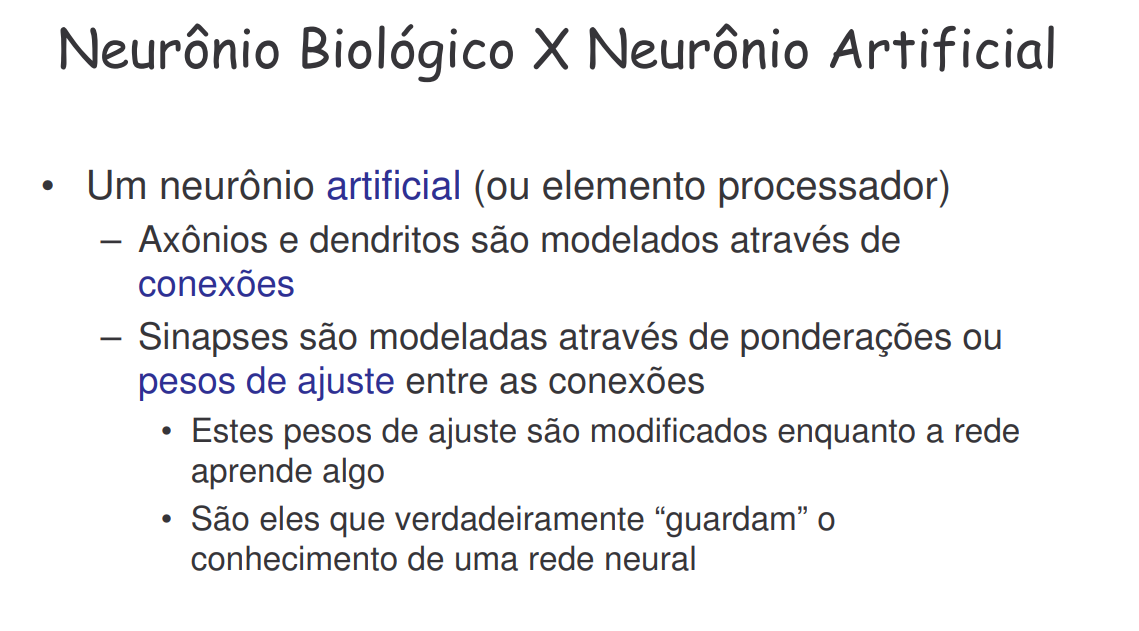 Neurônio Biológico X Neurônio Artificial
• Um neurônio artificial (ou elemento processador)
– Axônios e dendritos são modelados através de
conexões
– Sinapses são modeladas através de ponderações ou
pesos de ajuste entre as conexões
• Estes pesos de ajuste são modificados enquanto a rede
aprende algo
• São eles que verdadeiramente “guardam” o
conhecimento de uma rede neural